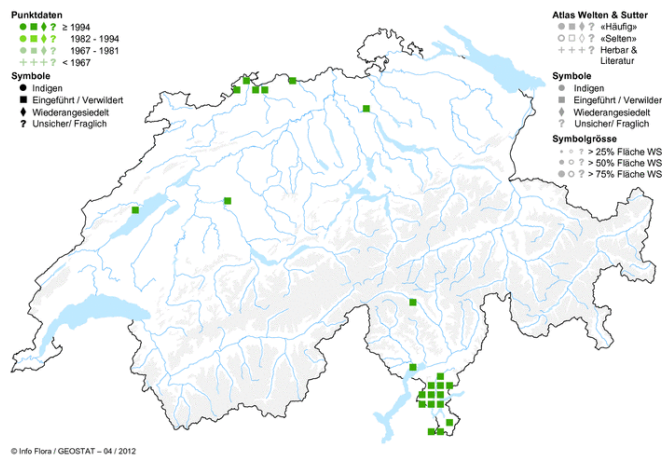 Punktdaten
? ≥ 1994
? 1982 - 1994
? 1967 - 1981
+ + + + < 1967
Symbole
Indigen
Eingeführt / Verwildert
Wiederangesiedelt
? Unsicher/ Fraglich
Atlas Welten & Sutter
? «Häufig»
? «Selten»
+ + + ? Herbar &
Literatur
Symbole
Indigen
Eingeführt / Verwilder
Wiederangesiedelt
? Unsicher/ Fraglich
Symbolgrösse
? > 25% Fläche WS
? > 50% Fläche WS
? > 75% Fläche WS
© Info Flora / GEOSTAT – 04 / 2012